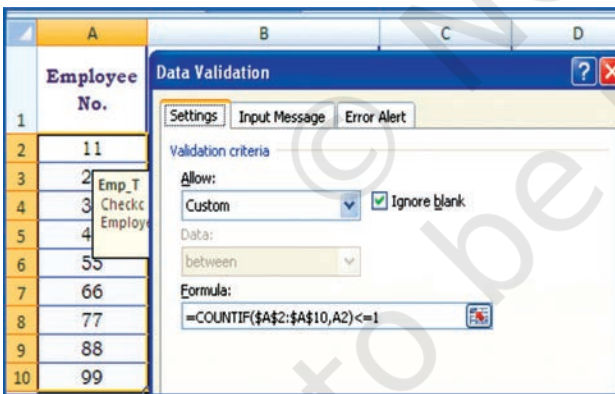 A B C D
Employee
No.
1
Data Validation
Settings Input Message Error Alert
Validation criteria
Allow:
Custom
Ignore blank
Data:
between
Formula:
=COUNTIF($A$2:$A$10,A2)<=1
2 11
3 2
4 3
5 4
6 55
7 66
8 77
9 88
10 99
Emp_T
Checkc
Employe
©
to be